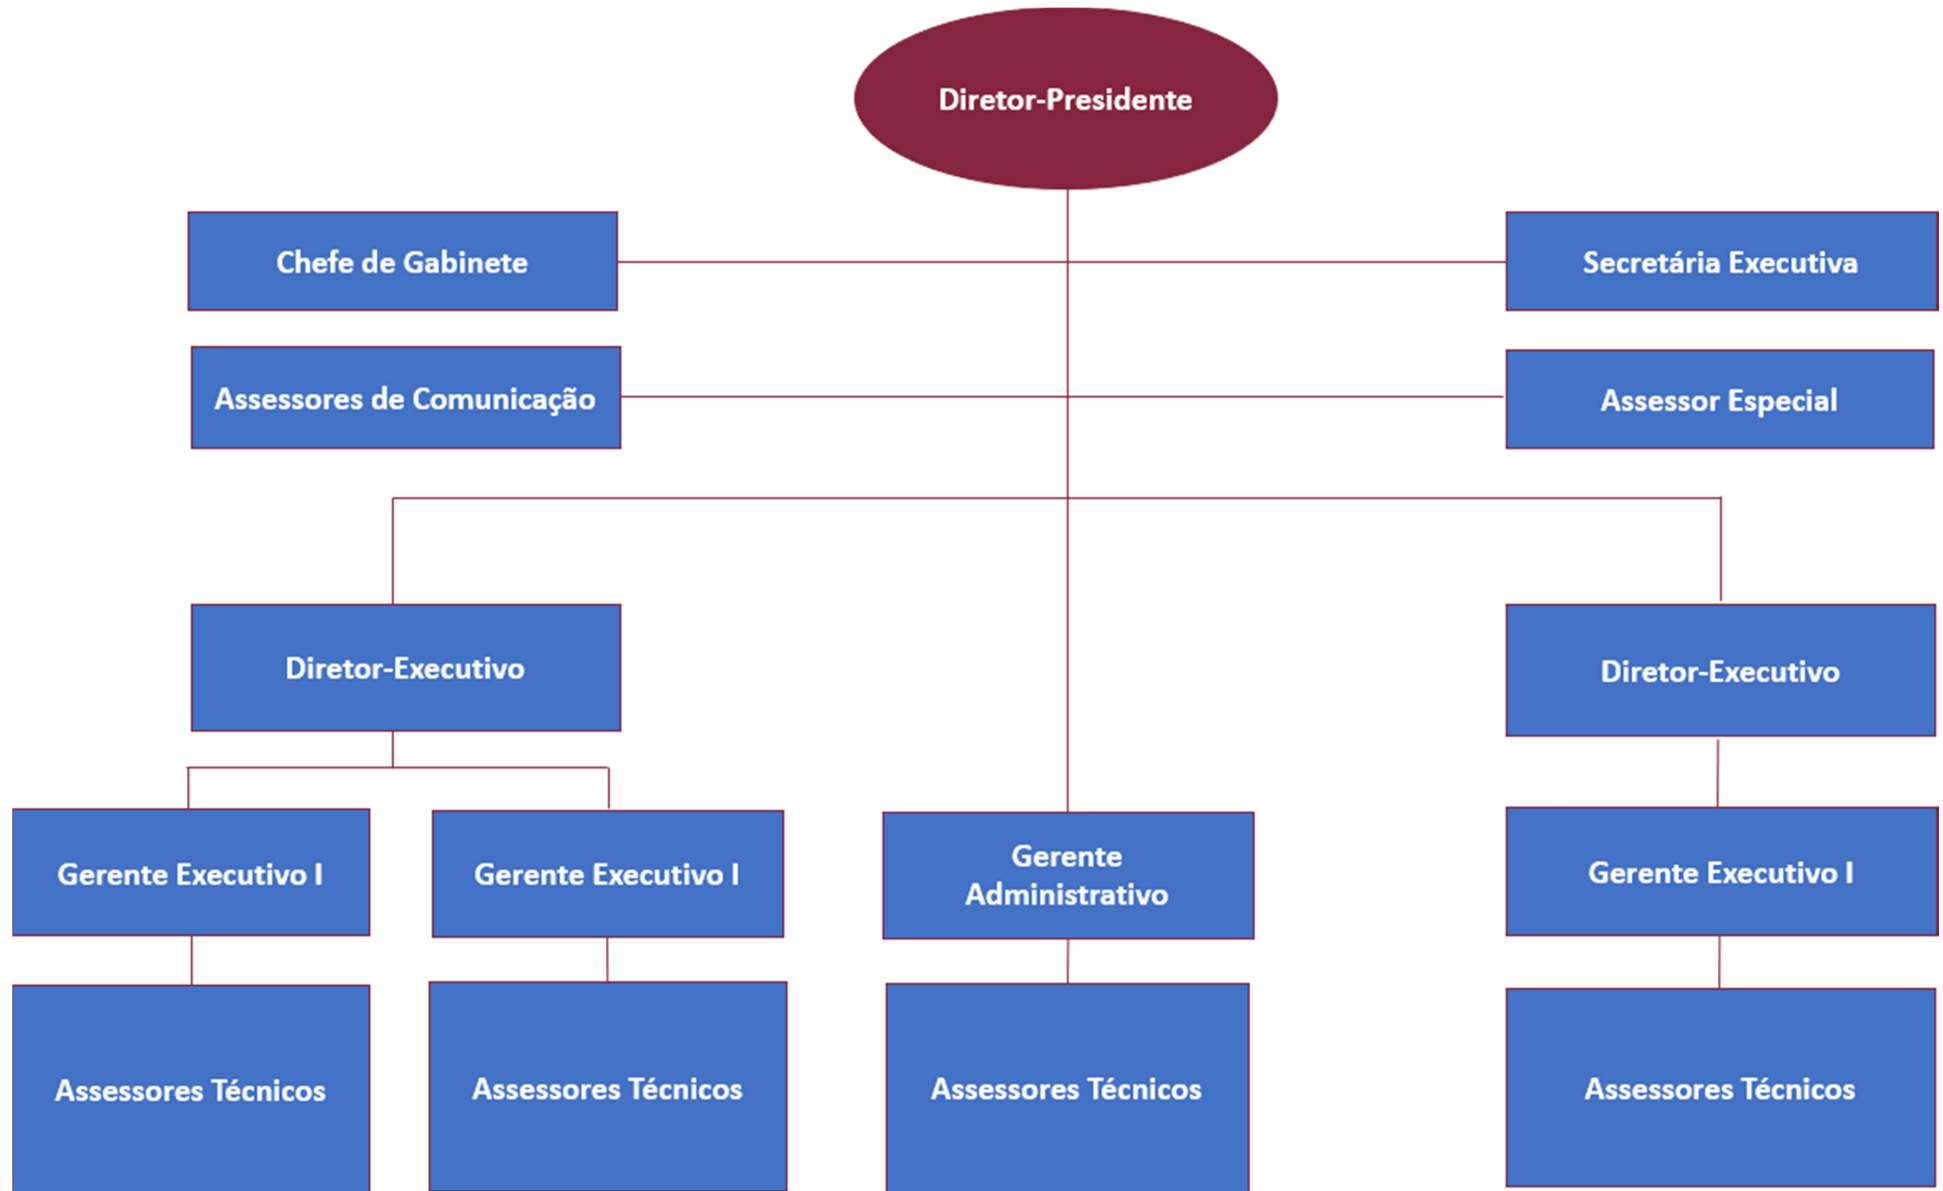 Diretor-Presidente
Chefe de Gabinete
Secretária Executiva
Assessores de Comunicação
Assessor Especial
Diretor-Executivo
Diretor-Executivo
Gerente Executivo I
Gerente Executivo I
Gerente
Administrativo
Gerente Executivo I
Assessores Técnicos
Assessores Técnicos
Assessores Técnicos
Assessores Técnicos